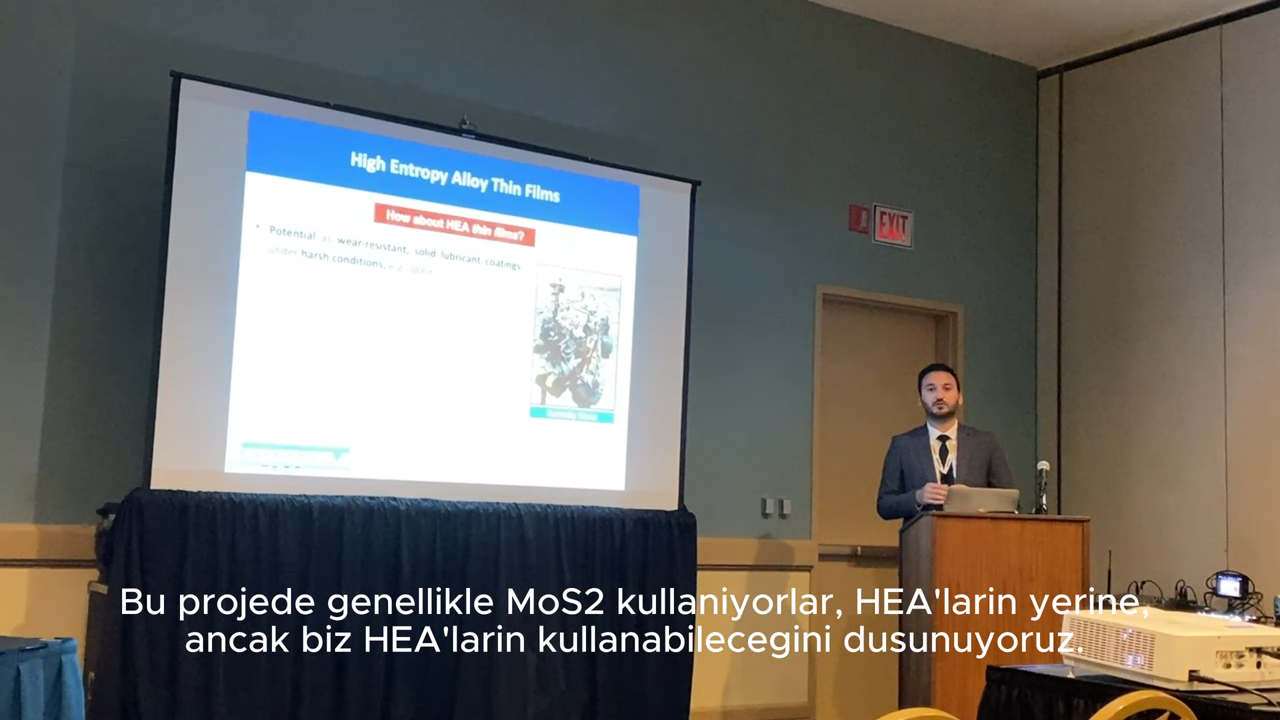 High Entropy Alloy Thin Films
How about HEA thin films?
• Potential as wear-resistant, solid lubricant coatings
under harsh conditions,
EXIT
Bu projede genellikle MoS2 kullaniyorlar, HEA'larin yerine,
ancak biz HEA'larin kullanabilecegini dusunuyoruz.